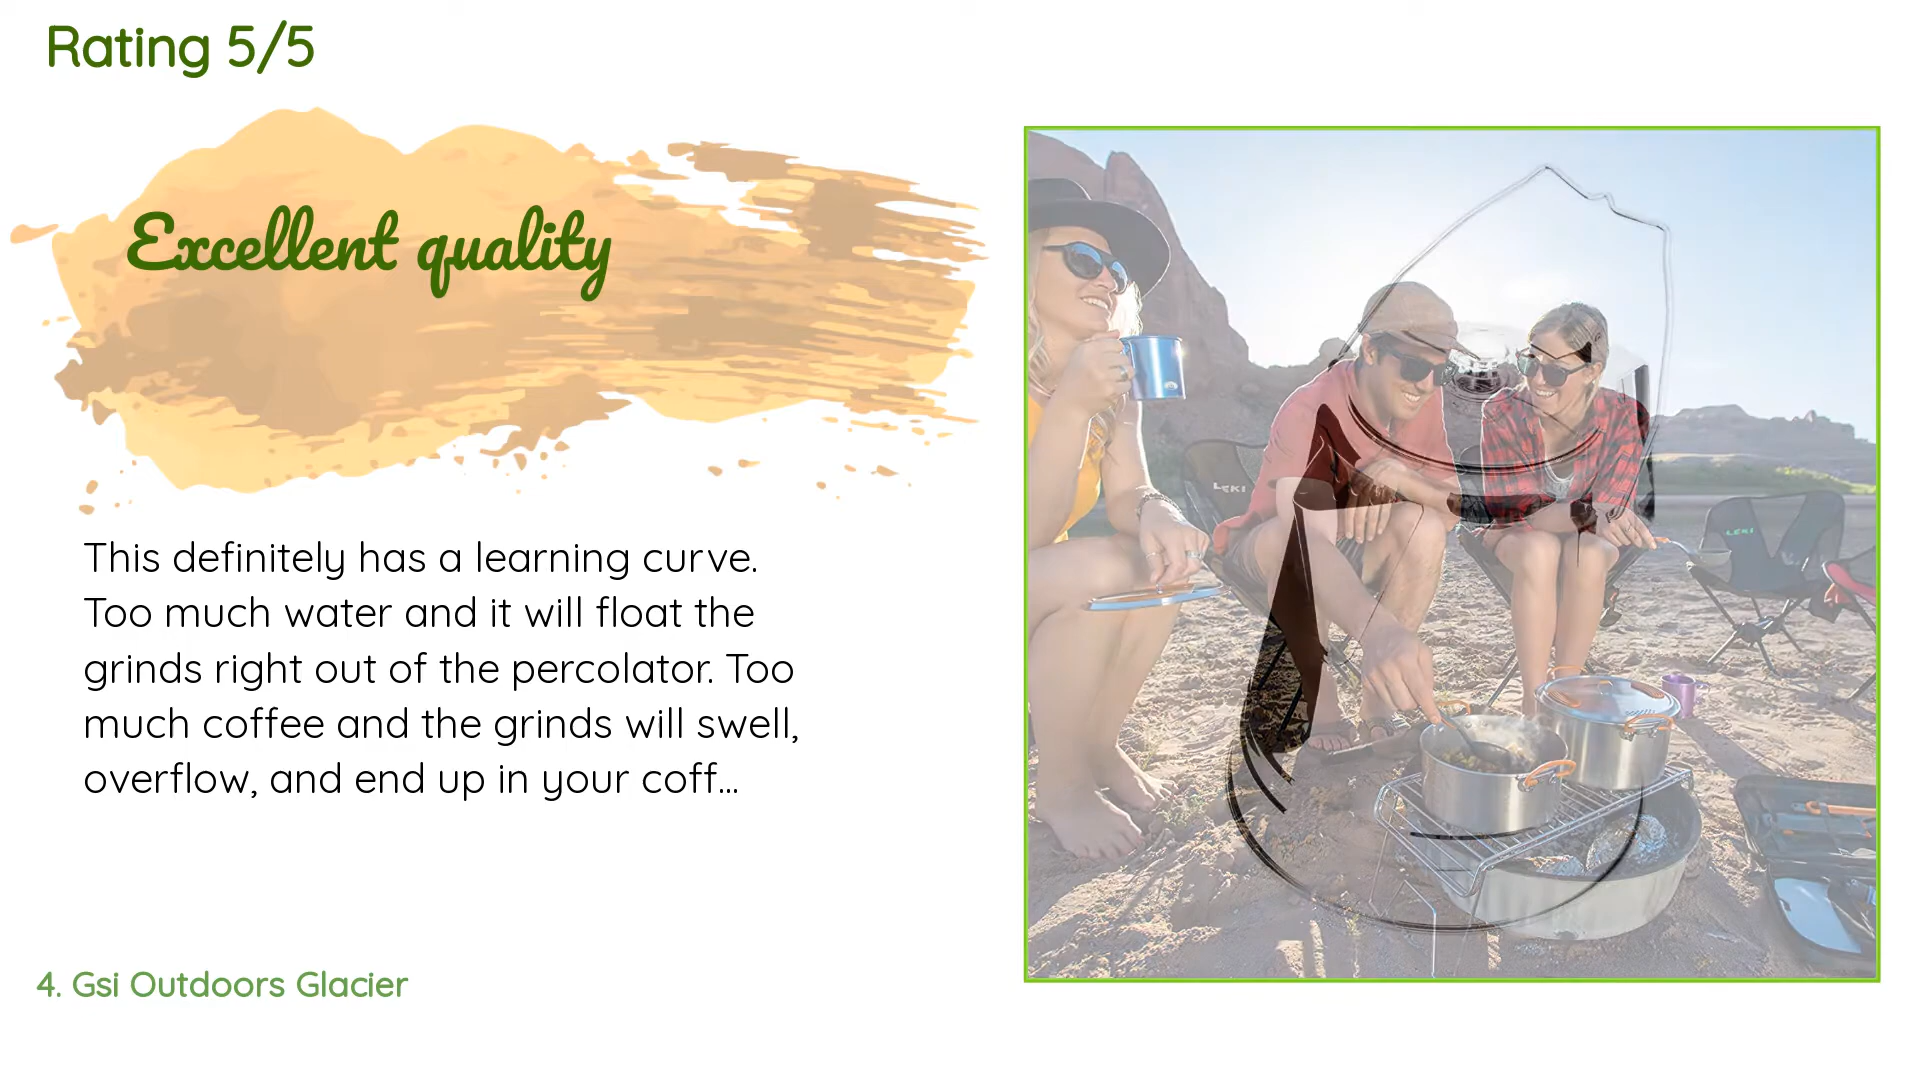 Rating 5/5
Excellent quality
This definitely has a learning curve.
Too much water and it will float the
grinds right out of the percolator. Too
much coffee and the grinds will swell,
overflow, and end up in your coff...
4. Gsi Outdoors Glacier
LEKI
LEKI